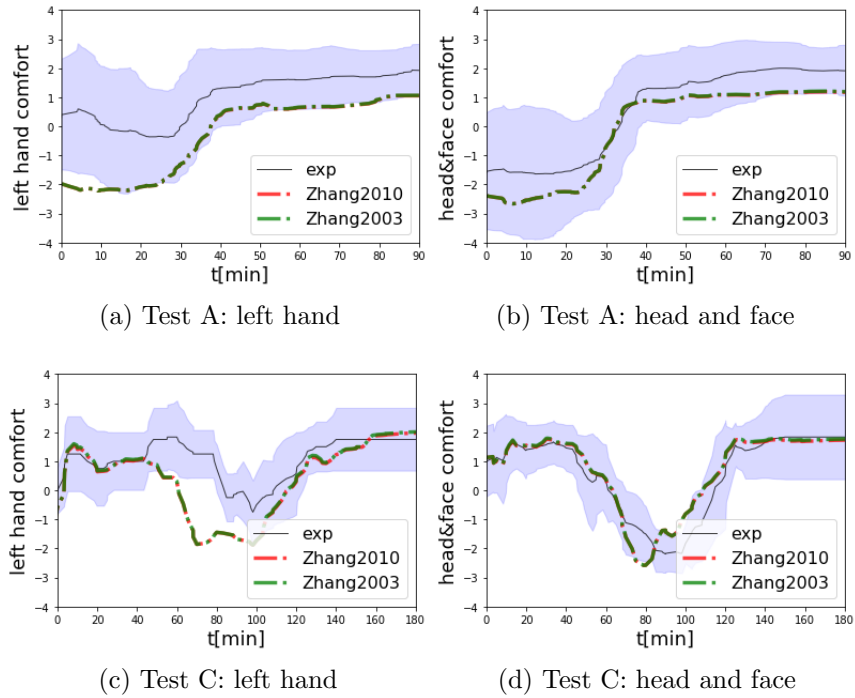 4
3
2
1
0
−1
−2
−3
−4
left hand comfort
0 10 20 30 40 50 60 70 80 90
t[min]
exp
Zhang2010
Zhang2003
(a) Test A: left hand
4
3
2
1
0
−1
−2
−3
−4
head&face comfort
0 10 20 30 40 50 60 70 80 90
t[min]
exp
Zhang2010
Zhang2003
(b) Test A: head and face
4
3
2
1
0
−1
−2
−3
−4
left hand comfort
0 20 40 60 80 100 120 140 160 180
t[min]
exp
Zhang2010
Zhang2003
(c) Test C: left hand
4
3
2
1
0
−1
−2
−3
−4
head&face comfort
0 20 40 60 80 100 120 140 160 180
t[min]
exp
Zhang2010
Zhang2003
(d) Test C: head and face